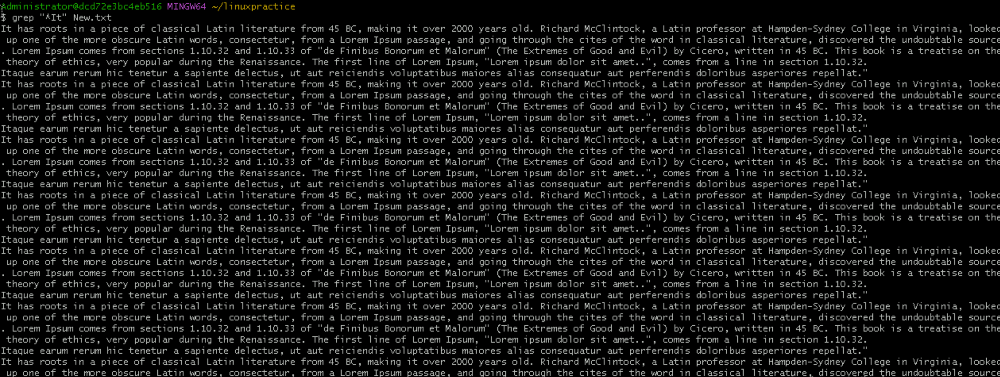 Administrator@dcd72e3bc4eb516 MINGW64 ~/linuxpractice
$ grep "^It" New.txt
It has roots in a piece of classical Latin literature from 45 BC, making it over 2000 years old. Richard McClintock, a Latin professor at Hampden-Sydney College in Virginia, looked
 up one of the more obscure Latin words, consectetur, from a Lorem Ipsum passage, and going through the cites of the word in classical literature, discovered the undoubtable source
. Lorem Ipsum comes from sections 1.10.32 and 1.10.33 of "de Finibus Bonorum et Malorum" (The Extremes of Good and Evil) by Cicero, written in 45 BC. This book is a treatise on the
 theory of ethics, very popular during the Renaissance. The first line of Lorem Ipsum, "Lorem ipsum dolor sit amet..", comes from a line in section 1.10.32.
Itaque earum rerum hic tenetur a sapiente delectus, ut aut reiciendis voluptatibus maiores alias consequatur aut perferendis doloribus asperiores repellat."
It has roots in a piece of classical Latin literature from 45 BC, making it over 2000 years old. Richard McClintock, a Latin professor at Hampden-Sydney College in Virginia, looked
 up one of the more obscure Latin words, consectetur, from a Lorem Ipsum passage, and going through the cites of the word in classical literature, discovered the undoubtable source
. Lorem Ipsum comes from sections 1.10.32 and 1.10.33 of "de Finibus Bonorum et Malorum" (The Extremes of Good and Evil) by Cicero, written in 45 BC. This book is a treatise on the
 theory of ethics, very popular during the Renaissance. The first line of Lorem Ipsum, "Lorem ipsum dolor sit amet..", comes from a line in section 1.10.32.
Itaque earum rerum hic tenetur a sapiente delectus, ut aut reiciendis voluptatibus maiores alias consequatur aut perferendis doloribus asperiores repellat."
It has roots in a piece of classical Latin literature from 45 BC, making it over 2000 years old. Richard McClintock, a Latin professor at Hampden-Sydney College in Virginia, looked
 up one of the more obscure Latin words, consectetur, from a Lorem Ipsum passage, and going through the cites of the word in classical literature, discovered the undoubtable source
. Lorem Ipsum comes from sections 1.10.32 and 1.10.33 of "de Finibus Bonorum et Malorum" (The Extremes of Good and Evil) by Cicero, written in 45 BC. This book is a treatise on the
 theory of ethics, very popular during the Renaissance. The first line of Lorem Ipsum, "Lorem ipsum dolor sit amet..", comes from a line in section 1.10.32.
Itaque earum rerum hic tenetur a sapiente delectus, ut aut reiciendis voluptatibus maiores alias consequatur aut perferendis doloribus asperiores repellat."
It has roots in a piece of classical Latin literature from 45 BC, making it over 2000 years old. Richard McClintock, a Latin professor at Hampden-Sydney College in Virginia, looked
 up one of the more obscure Latin words, consectetur, from a Lorem Ipsum passage, and going through the cites of the word in classical literature, discovered the undoubtable source
. Lorem Ipsum comes from sections 1.10.32 and 1.10.33 of "de Finibus Bonorum et Malorum" (The Extremes of Good and Evil) by Cicero, written in 45 BC. This book is a treatise on the
 theory of ethics, very popular during the Renaissance. The first line of Lorem Ipsum, "Lorem ipsum dolor sit amet..", comes from a line in section 1.10.32.
Itaque earum rerum hic tenetur a sapiente delectus, ut aut reiciendis voluptatibus maiores alias consequatur aut perferendis doloribus asperiores repellat."
It has roots in a piece of classical Latin literature from 45 BC, making it over 2000 years old. Richard McClintock, a Latin professor at Hampden-Sydney College in Virginia, looked
 up one of the more obscure Latin words, consectetur, from a Lorem Ipsum passage, and going through the cites of the word in classical literature, discovered the undoubtable source
. Lorem Ipsum comes from sections 1.10.32 and 1.10.33 of "de Finibus Bonorum et Malorum" (The Extremes of Good and Evil) by Cicero, written in 45 BC. This book is a treatise on the
 theory of ethics, very popular during the Renaissance. The first line of Lorem Ipsum, "Lorem ipsum dolor sit amet..", comes from a line in section 1.10.32.
Itaque earum rerum hic tenetur a sapiente delectus, ut aut reiciendis voluptatibus maiores alias consequatur aut perferendis doloribus asperiores repellat."
It has roots in a piece of classical Latin literature from 45 BC, making it over 2000 years old. Richard McClintock, a Latin professor at Hampden-Sydney College in Virginia, looked
 up one of the more obscure Latin words, consectetur, from a Lorem Ipsum passage, and going through the cites of the word in classical literature, discovered the undoubtable source
. Lorem Ipsum comes from sections 1.10.32 and 1.10.33 of "de Finibus Bonorum et Malorum" (The Extremes of Good and Evil) by Cicero, written in 45 BC. This book is a treatise on the
 theory of ethics, very popular during the Renaissance. The first line of Lorem Ipsum, "Lorem ipsum dolor sit amet..", comes from a line in section 1.10.32.
Itaque earum rerum hic tenetur a sapiente delectus, ut aut reiciendis voluptatibus maiores alias consequatur aut perferendis doloribus asperiores repellat."
It has roots in a piece of classical Latin literature from 45 BC, making it over 2000 years old. Richard McClintock, a Latin professor at Hampden-Sydney College in Virginia, looked
 up one of the more obscure Latin words, consectetur, from a Lorem Ipsum passage, and going through the cites of the word in classical literature, discovered the undoubtable source